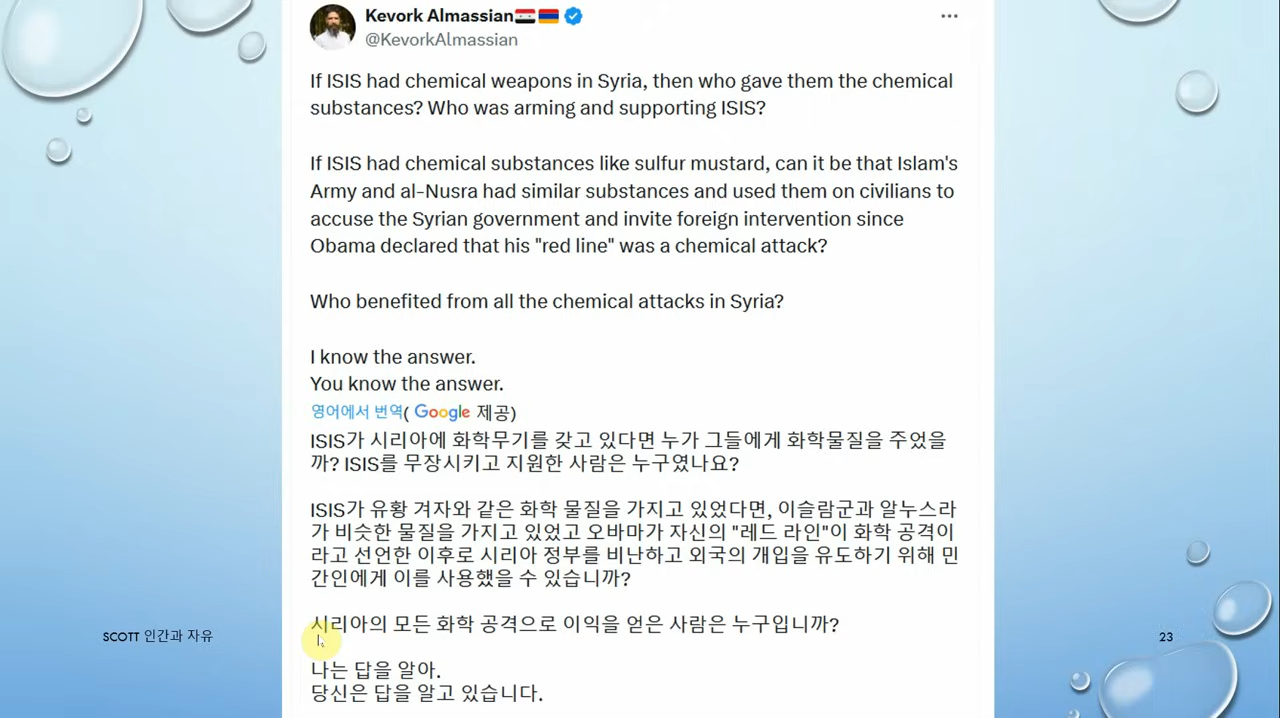 Kevork Almassian
@KevorkAlmassian
If ISIS had chemical weapons in Syria, then who gave them the chemical
substances? Who was arming and supporting ISIS?
If ISIS had chemical substances like sulfur mustard, can it be that Islam's
Army and al-Nusra had similar substances and used them on civilians to
accuse the Syrian government and invite foreign intervention since
Obama declared that his "red line" was a chemical attack?
Who benefited from all the chemical attacks in Syria?
I know the answer.
You know the answer.
영어에서 번역( Google 제공)
ISIS가 시리아에 화학무기를 갖고 있다면 누가 그들에게 화학물질을 주었을
까? ISIS를 무장시키고 지원한 사람은 누구였나요?
ISIS가 유황 겨자와 같은 화학 물질을 가지고 있었다면, 이슬람군과 알누스라
가 비슷한 물질을 가지고 있었고 오바마가 자신의 "레드 라인"이 화학 공격이
라고 선언한 이후로 시리아 정부를 비난하고 외국의 개입을 유도하기 위해 민
간인에게 이를 사용했을 수 있습니까?
시리아의 모든 화학 공격으로 이익을 얻은 사람은 누구입니까?
나는 답을 알아.
당신은 답을 알고 있습니다.
SCOTT 인간과 자유
23